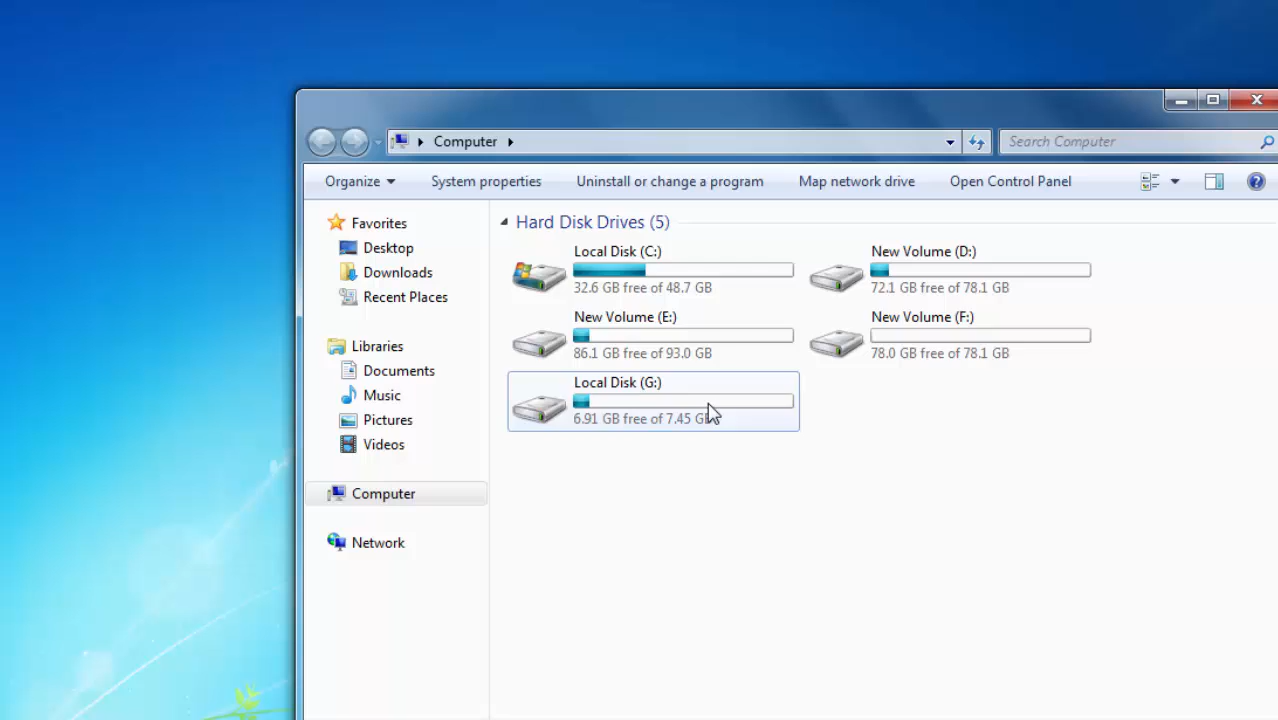 Computer
Search Computer
Organize
System properties
Uninstall or change a program
Map network drive
Open Control Panel
Favorites
Desktop
Downloads
Recent Places
Libraries
Documents
Music
Pictures
Videos
Computer
Network
Hard Disk Drives (5)
Local Disk (C:)
32.6 GB free of 48.7 GB
New Volume (D:)
72.1 GB free of 78.1 GB
New Volume (E:)
86.1 GB free of 93.0 GB
New Volume (F:)
78.0 GB free of 78.1 GB
Local Disk (G:)
6.91 GB free of 7.45 GB